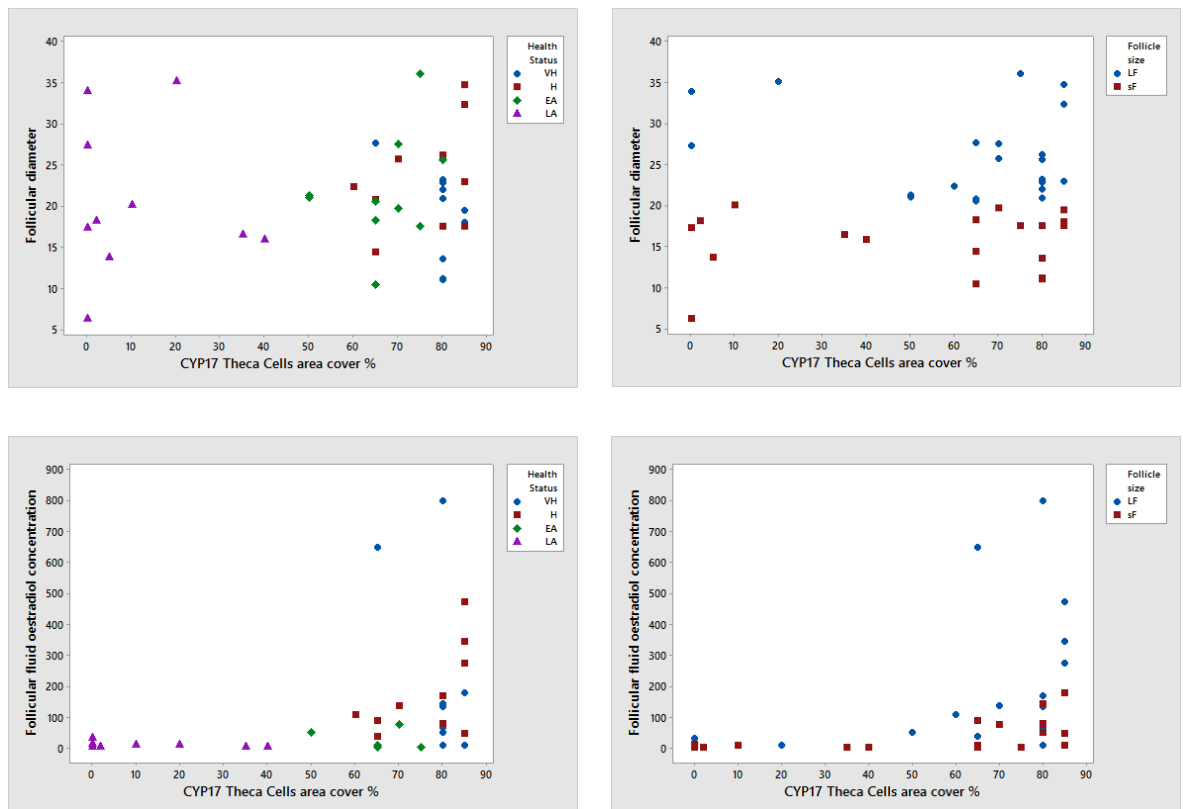 40
35
30
25
20
15
10
5
Follicular diameter
0 10 20 30 40 50 60 70 80 90
CYP17 Theca Cells area cover %
Health
Status
VH
H
EA
LA
40
35
30
25
20
15
10
5
Follicular diameter
0 10 20 30 40 50 60 70 80 90
CYP17 Theca Cells area cover %
Follicle
size
LF
sF
900
800
700
600
500
400
300
200
100
0
Follicular fluid oestradiol concentration
0 10 20 30 40 50 60 70 80 90
CYP17 Theca Cells area cover %
Health
Status
VH
H
EA
LA
900
800
700
600
500
400
300
200
100
0
Follicular fluid oestradiol concentration
0 10 20 30 40 50 60 70 80 90
CYP17 Theca Cells area cover %
Follicle
size
LF
sF